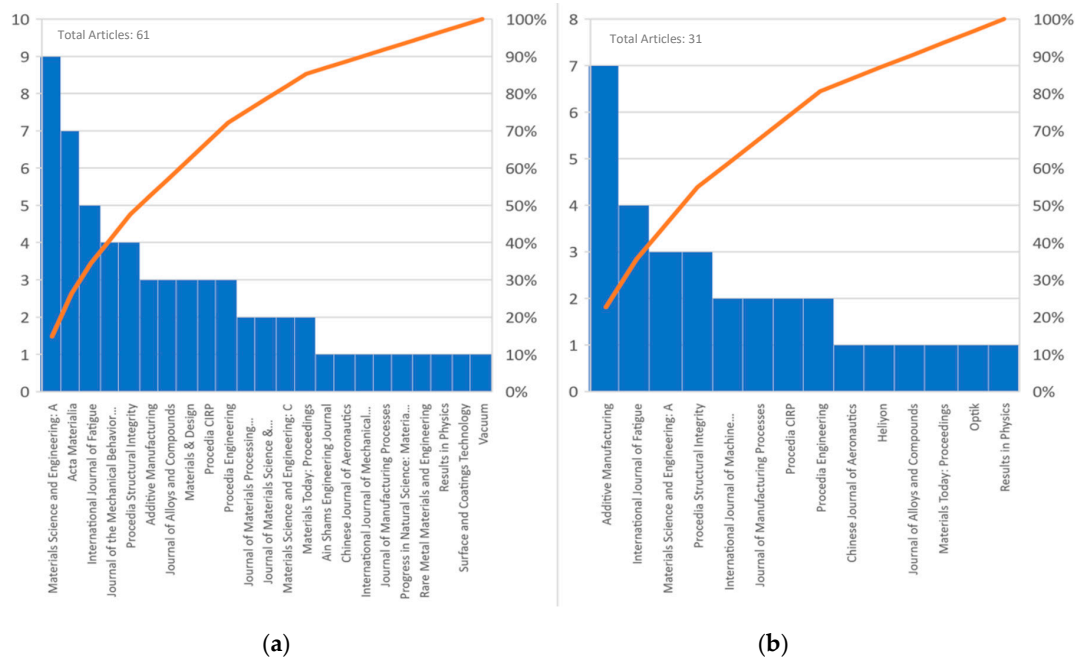 Total Articles: 61
10
9
8
7
6
5
4
3
2
1
0
100%
90%
80%
70%
60%
50%
40%
30%
20%
10%
0%
Materials Science and Engineering: A
Acta Materialia
International Journal of Fatigue
Journal of the Mechanical Behavior...
Procedia Structural Integrity
Additive Manufacturing
Journal of Alloys and Compounds
Materials & Design
Procedia CIRP
Procedia Engineering
Journal of Materials Processing...
Journal of Materials Science &...
Materials Science and Engineering: C
Materials Today: Proceedings
Ain Shams Engineering Journal
Chinese Journal of Aeronautics
International Journal of Mechanical...
Journal of Manufacturing Processes
Progress in Natural Science: Materia...
Rare Metal Materials and Engineering
Results in Physics
Surface and Coatings Technology
Vacuum
(a)
Total Articles: 31
8
7
6
5
4
3
2
1
0
100%
90%
80%
70%
60%
50%
40%
30%
20%
10%
0%
Additive Manufacturing
International Journal of Fatigue
Materials Science and Engineering: A
Procedia Structural Integrity
International Journal of Machine...
Journal of Manufacturing Processes
Procedia CIRP
Procedia Engineering
Chinese Journal of Aeronautics
Heliyon
Journal of Alloys and Compounds
Materials Today: Proceedings
Optik
Results in Physics
(b)